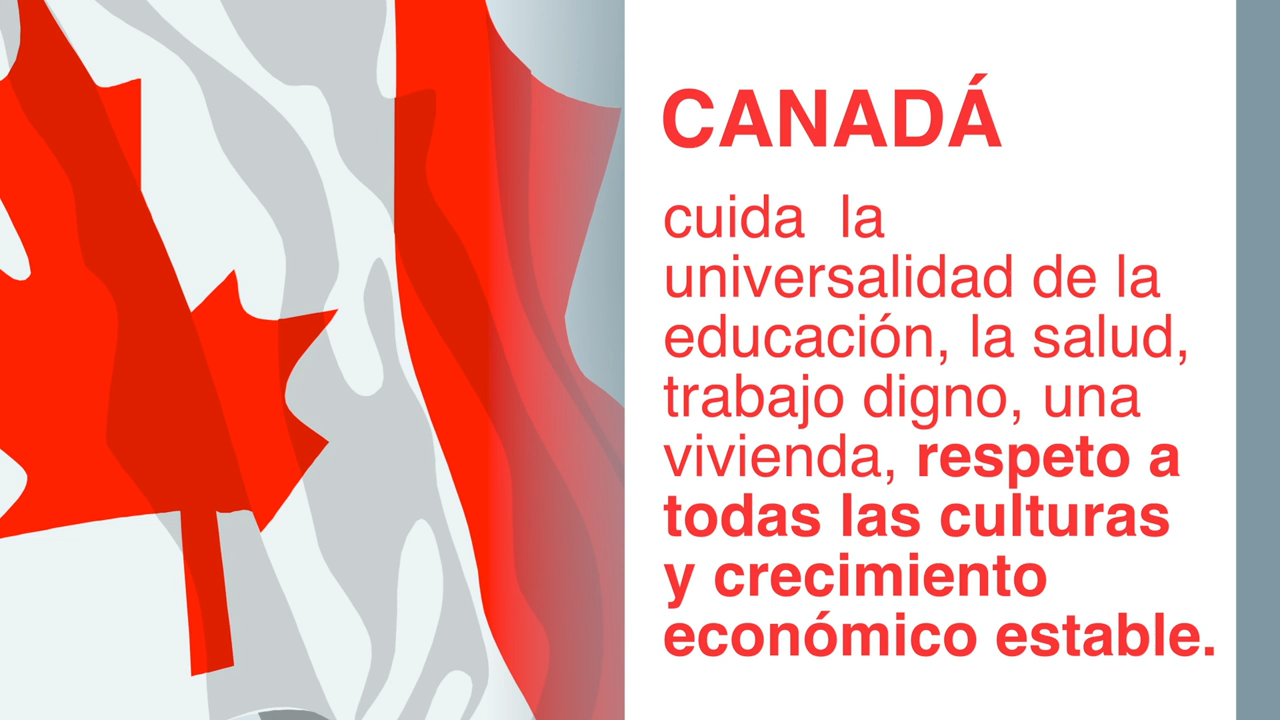 CANADÁ
cuida la
universalidad de la
educación, la salud,
trabajo digno, una
vivienda, respeto a
todas las culturas
y crecimiento
económico estable.